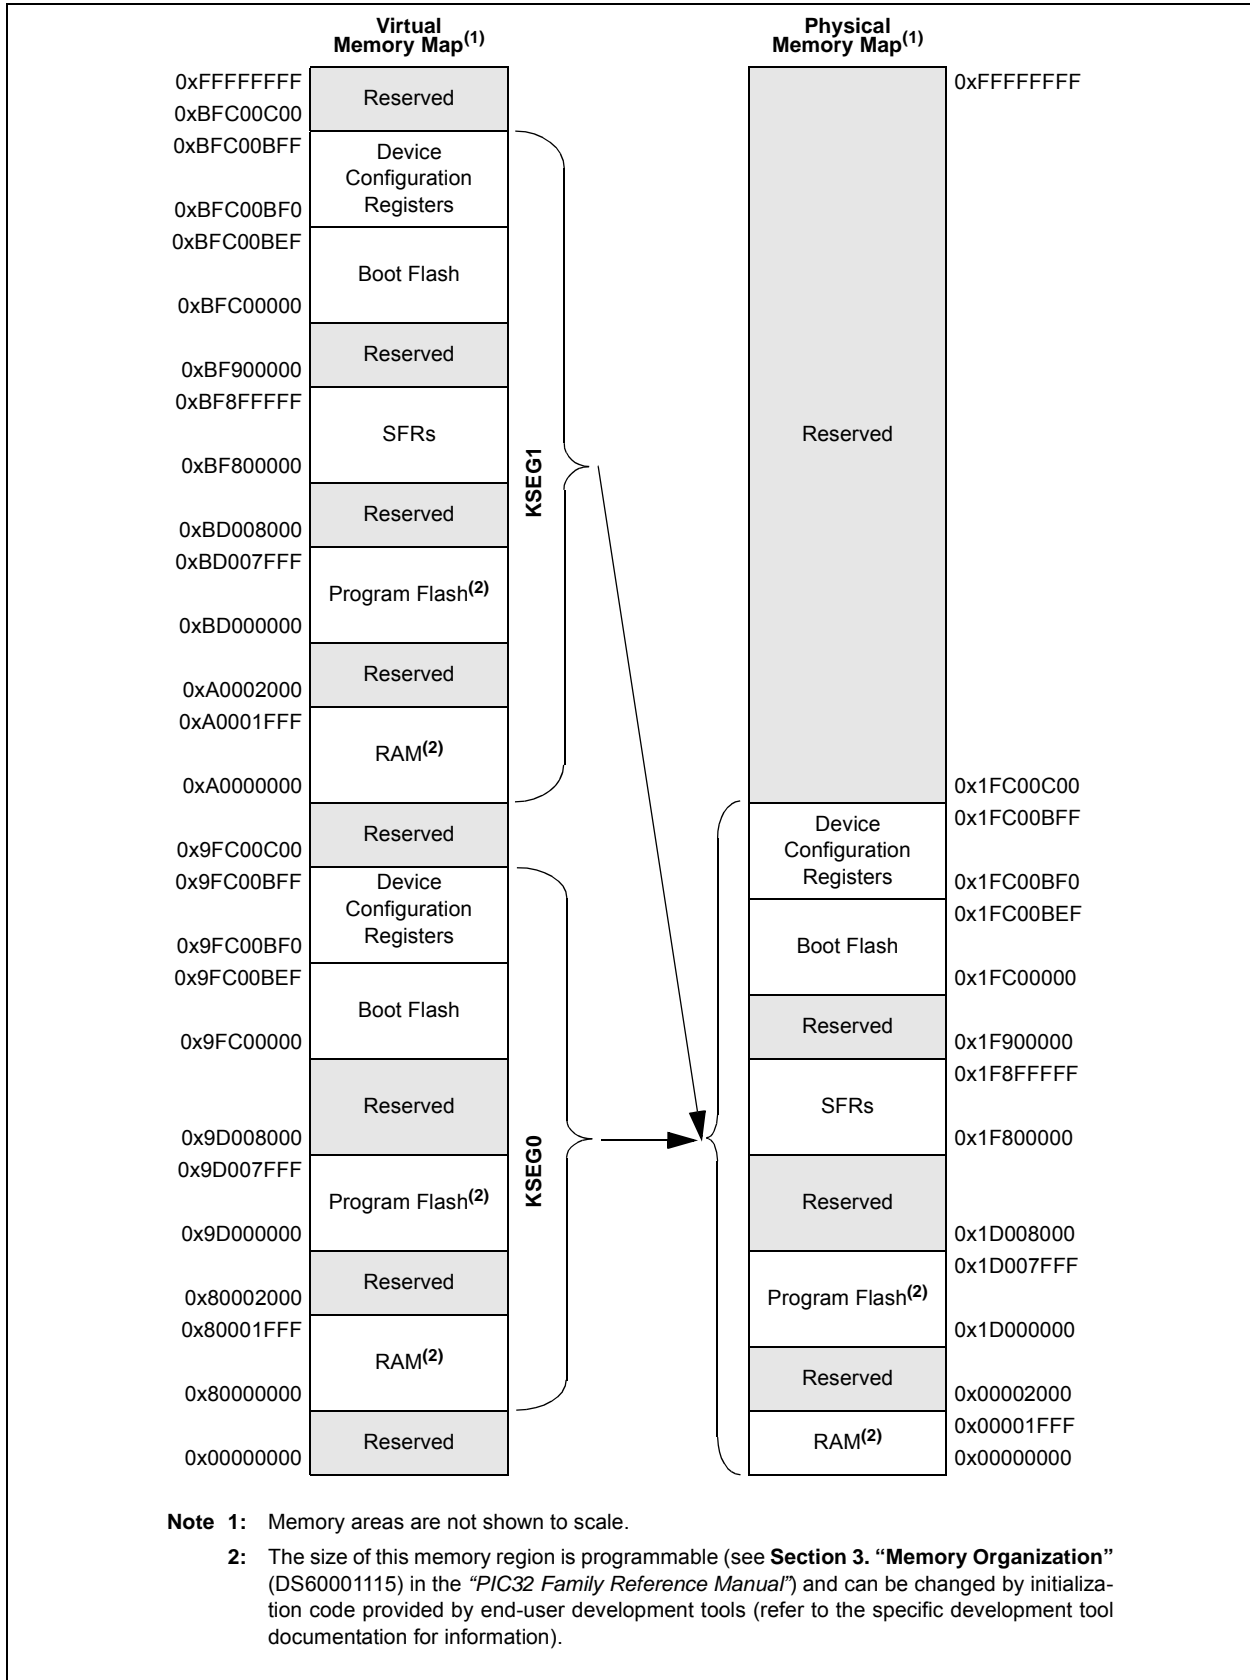 Virtual
Memory Map(1)
Physical
Memory Map(1)
0xFFFFFFFF
Reserved
0xBFC00C00
0xBFC00BFF
Device
Configuration
Registers
0xBFC00BF0
0xBFC00BEF
Boot Flash
0xBFC00000
Reserved
0xBF900000
0xBF8FFFFF
SFRs
0xBF800000
Reserved
0xBD008000
0xBD007FFF
Program Flash(2)
0xBD000000
Reserved
0xA0002000
0xA0001FFF
RAM(2)
0xA0000000
KSEG1
Reserved
0x9FC00C00
0x9FC00BFF
Device
Configuration
Registers
0x9FC00BF0
0x9FC00BEF
Boot Flash
0x9FC00000
Reserved
0x9D008000
0x9D007FFF
Program Flash(2)
0x9D000000
Reserved
0x80002000
0x80001FFF
RAM(2)
0x80000000
KSEG0
Reserved
0x00000000
0xFFFFFFFF
Reserved
0x1FC00C00
0x1FC00BFF
Device
Configuration
Registers
0x1FC00BF0
0x1FC00BEF
Boot Flash
0x1FC00000
Reserved
0x1F900000
0x1F8FFFFF
SFRs
0x1F800000
Reserved
0x1D008000
0x1D007FFF
Program Flash(2)
0x1D000000
Reserved
0x00002000
0x00001FFF
RAM(2)
0x00000000
Note 1: Memory areas are not shown to scale.
2: The size of this memory region is programmable (see Section 3. “Memory Organization”
(DS60001115) in the “PIC32 Family Reference Manual”) and can be changed by initializa-
tion code provided by end-user development tools (refer to the specific development tool
documentation for information).